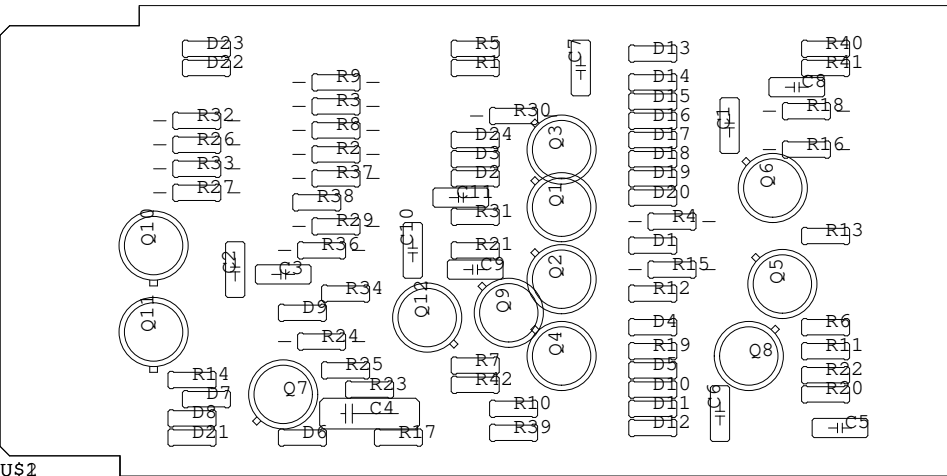 D23 R5 C7 D13 R40
D22 R1 R41
R9 D14 C8
R3 D15 R18
R32 R30 C1 D16
R8 D24 Q3 D17
R26 R2 D3 D18 R16
R33 R37 D2 D19 Q6
R27 R38 C11 Q1 D20
Q10 R29 C10 R31 R4 R13
R36 R21 D1
C2 C3 C9 Q2 R15 Q5
R34 R12
Q11 D9 Q12 Q9 D4 R6
R24 Q4 R19 Q8 R11
R14 R25 R7 D5 R22
D7 Q7 R23 R42 D10 R20
D8 C4 R10 D11 C6
D21 D6 R17 R39 D12 C5